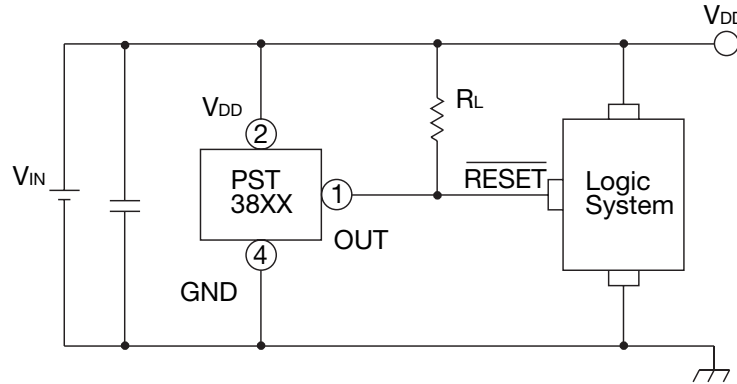 VDD
VDD
RL
2
VIN
PST
38XX
1
RESET
Logic
System
OUT
4
GND